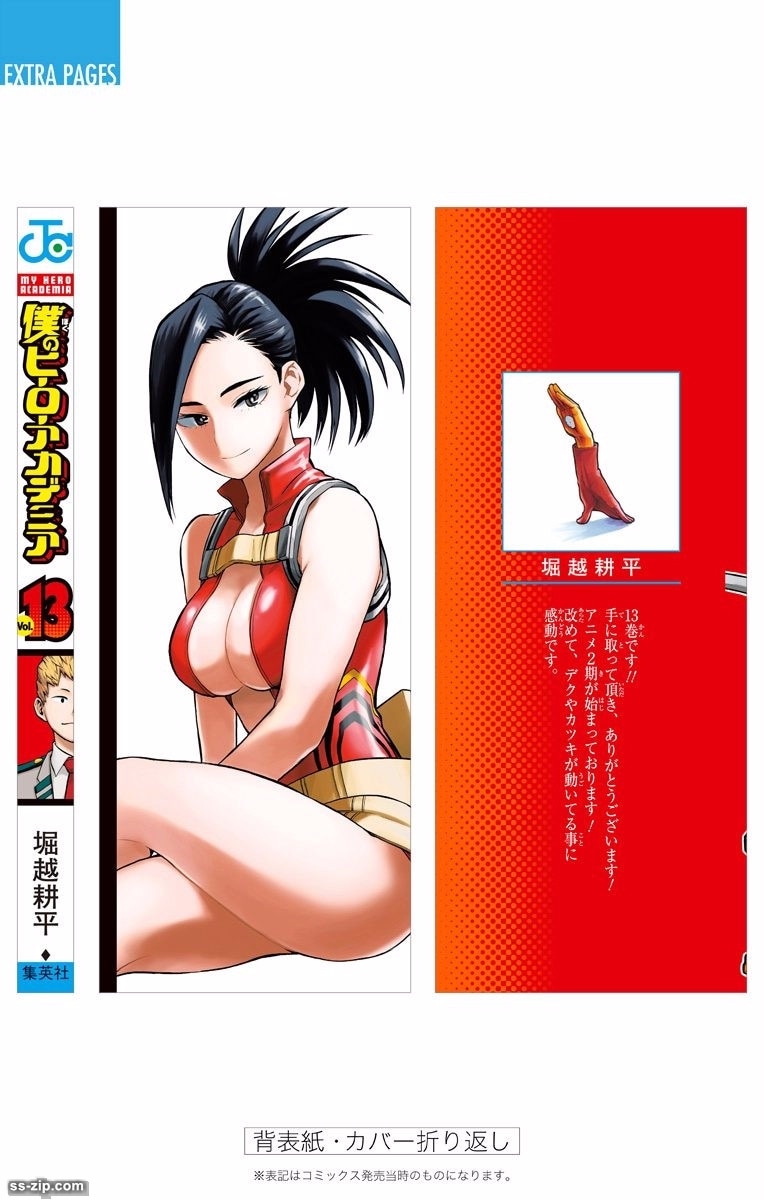 EXTRA PAGES
JC
MY HERO
ACADEMIA
僕のヒーローアカデミア
ぼく
Vol.13
堀越耕平
集英社
堀越耕平
13巻です!!
手に取って頂き、ありがとうございます!
アニメ2期が始まっております!
改めて、デクやカツキが動いてる事に
感動です。
背表紙・カバー折り返し
※表記はコミックス発売当時のものになります。
ss-zip.com